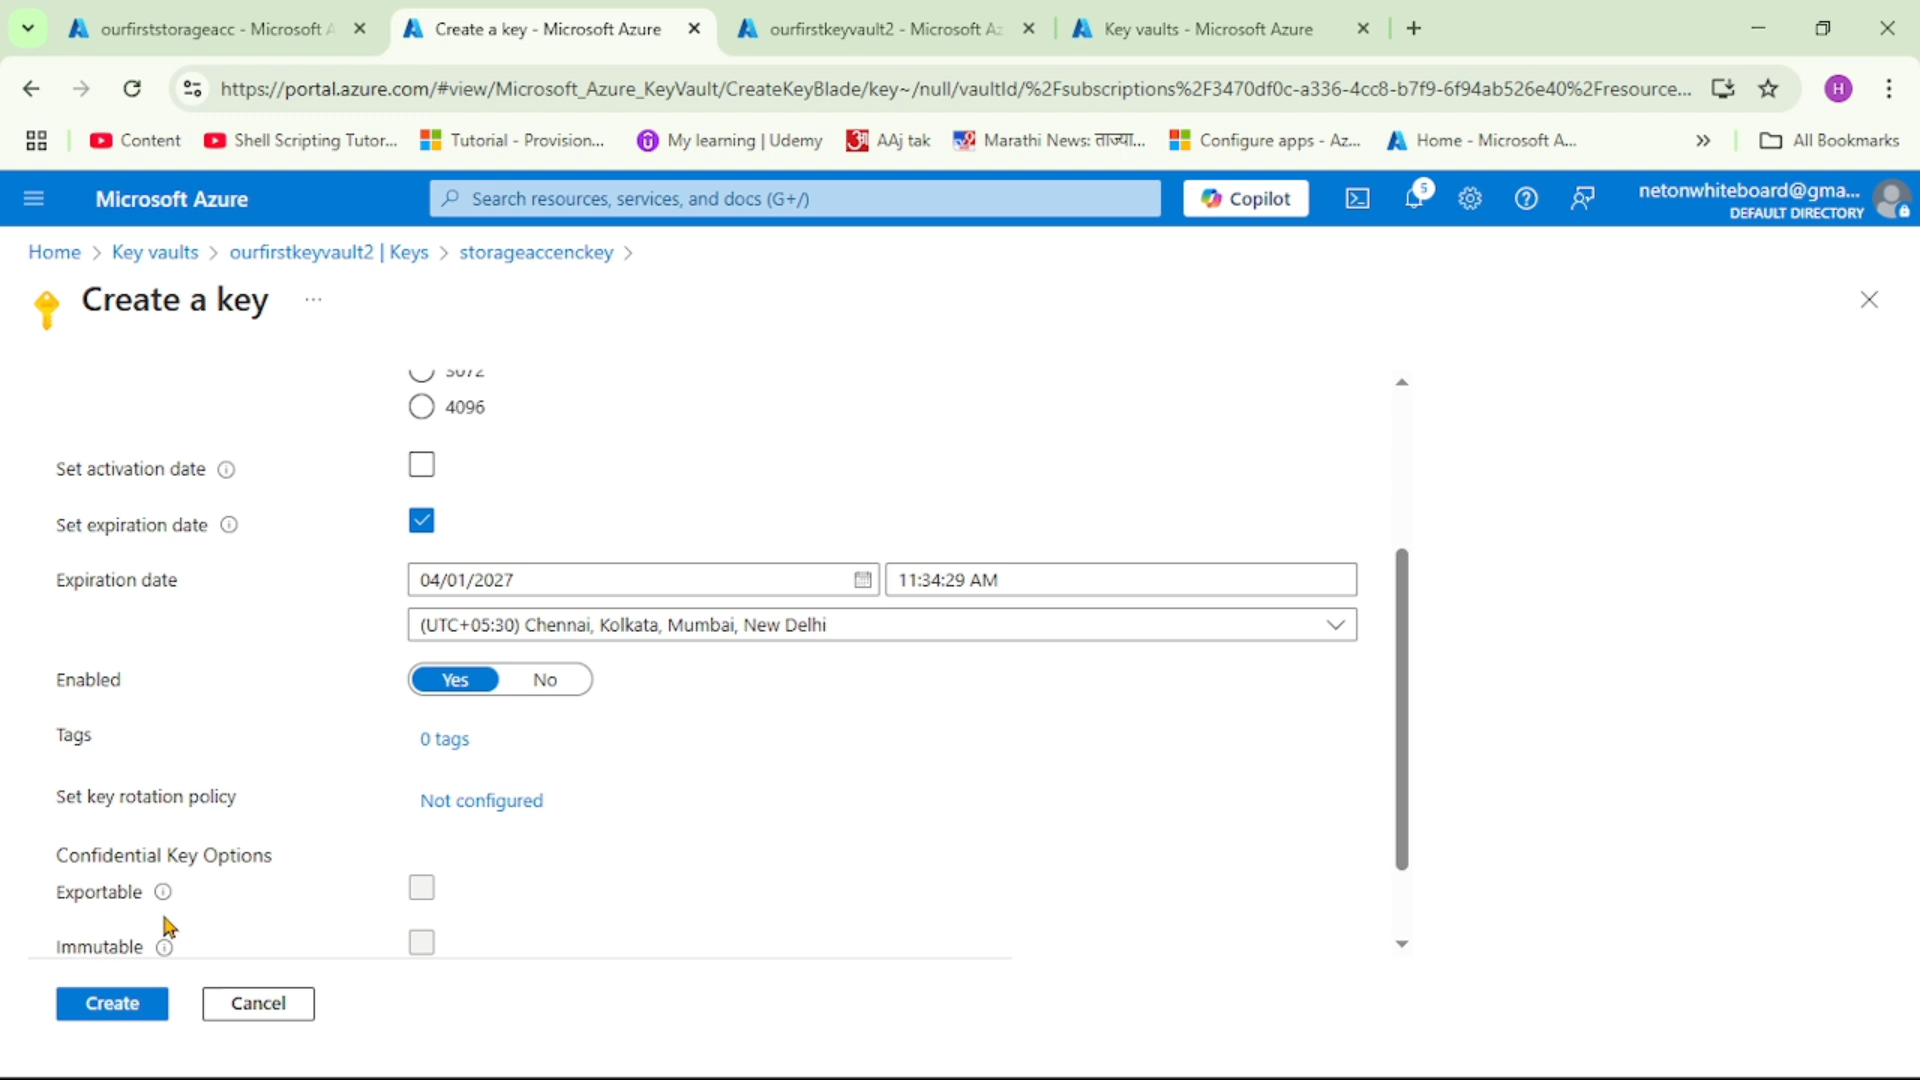 ourfirststorageacc - Microsoft A
Create a key - Microsoft Azure
ourfirstkeyvault2 - Microsoft Az
Key vaults - Microsoft Azure
https://portal.azure.com/#view/Microsoft_Azure_KeyVault/CreateKeyBlade/key~/null/vaultId/%2Fsubscriptions%2F3470df0c-a336-4cc8-b7f9-6f94ab526e40%2Fresource...
H
Content
Shell Scripting Tutor...
Tutorial - Provision...
My learning | Udemy
AAj tak
Marathi News: ताज्या...
Configure apps - Az...
Home - Microsoft A...
All Bookmarks
Microsoft Azure
Search resources, services, and docs (G+/)
Copilot
5
netonwhiteboard@gma...
DEFAULT DIRECTORY
Home > Key vaults > ourfirstkeyvault2 | Keys > storageaccenckey >
Create a key ...
3072
4096
Set activation date
Set expiration date
Expiration date
04/01/2027
11:34:29 AM
(UTC+05:30) Chennai, Kolkata, Mumbai, New Delhi
Enabled
Yes No
Tags
0 tags
Set key rotation policy
Not configured
Confidential Key Options
Exportable
Immutable
Create
Cancel